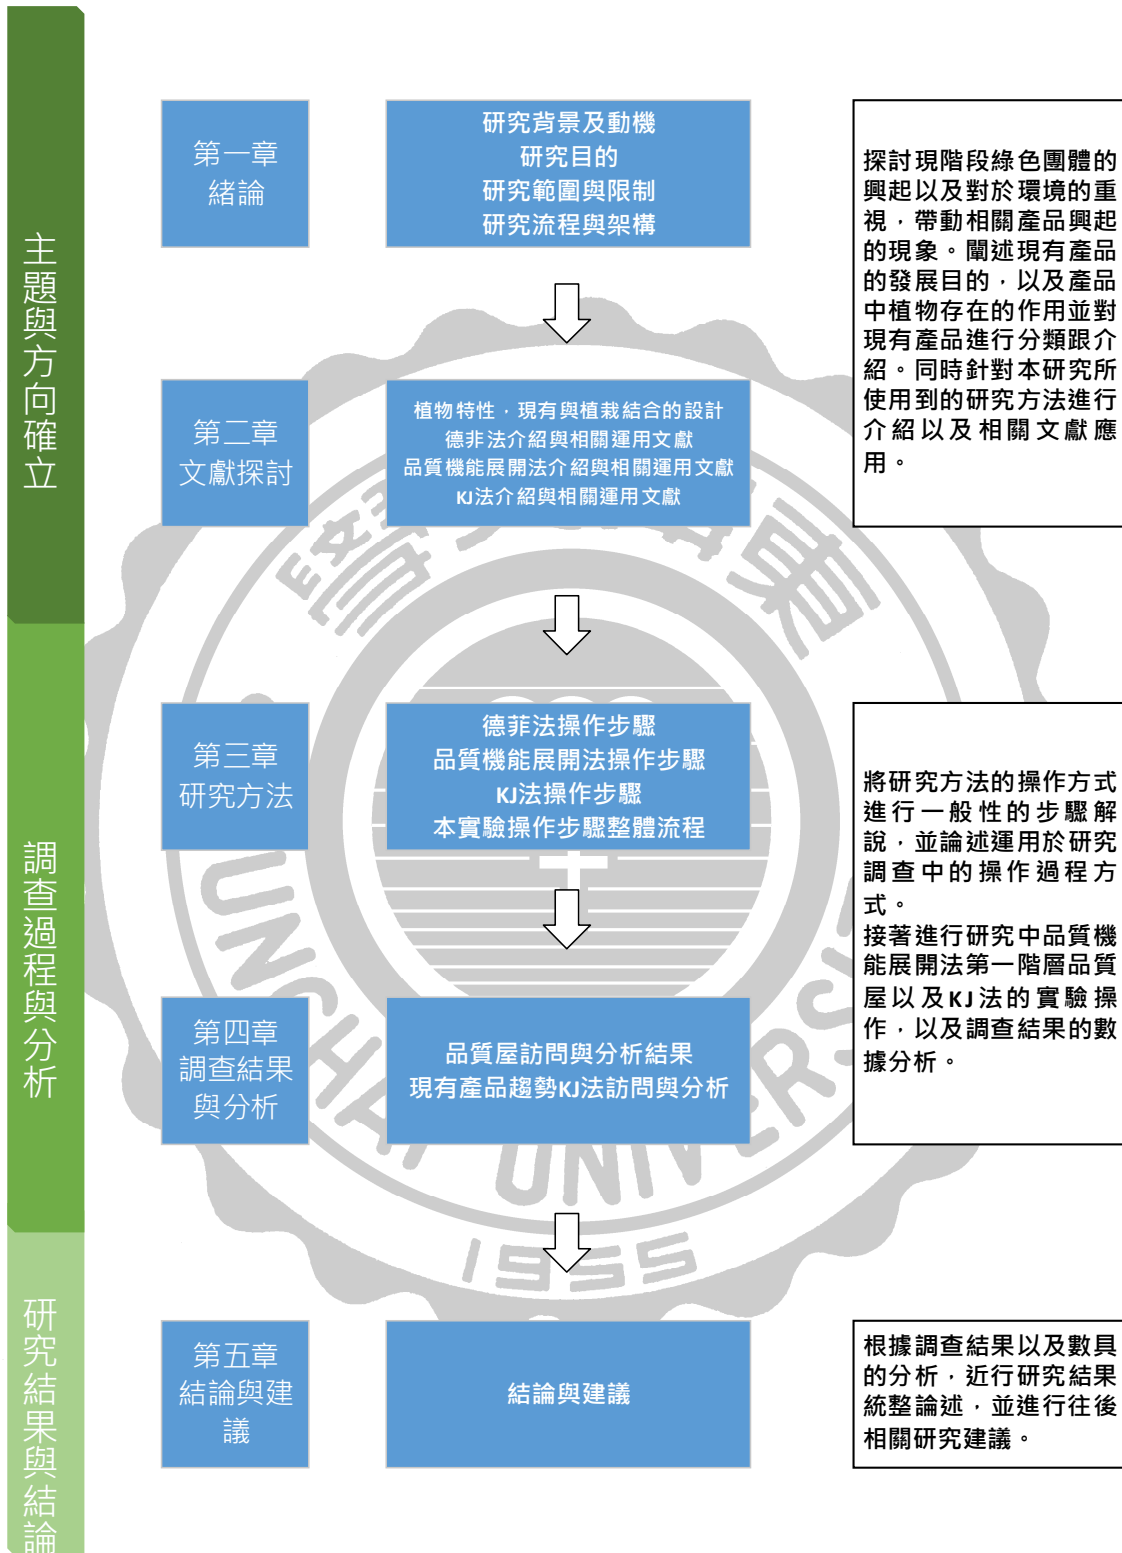 主題與方向確立
第一章
緒論
研究背景及動機
研究目的
研究範圍與限制
研究流程與架構
探討現階段綠色團體的
興起以及對於環境的重
視，帶動相關產品興起
的現象。闡述現有產品
的發展目的，以及產品
中植物存在的作用並對
現有產品進行分類跟介
紹。同時針對本研究所
使用到的研究方法進行
介紹以及相關文獻應
用。
第二章
文獻探討
植物特性，現有與植栽結合的設計
德非法介紹與相關運用文獻
品質機能展開法介紹與相關運用文獻
KJ法介紹與相關運用文獻
調查過程與分析
第三章
研究方法
德菲法操作步驟
品質機能展開法操作步驟
KJ法操作步驟
本實驗操作步驟整體流程
將研究方法的操作方式
進行一般性的步驟解
說，並論述運用於研究
調查中的操作過程方
式。
接著進行研究中品質機
能展開法第一階層品質
屋以及KJ法的實驗操
作，以及調查結果的數
據分析。
第四章
調查結果
與分析
品質屋訪問與分析結果
現有產品趨勢KJ法訪問與分析
研究結果與結論
第五章
結論與建
議
結論與建議
根據調查結果以及數具
的分析，近行研究結果
統整論述，並進行往後
相關研究建議。
1955